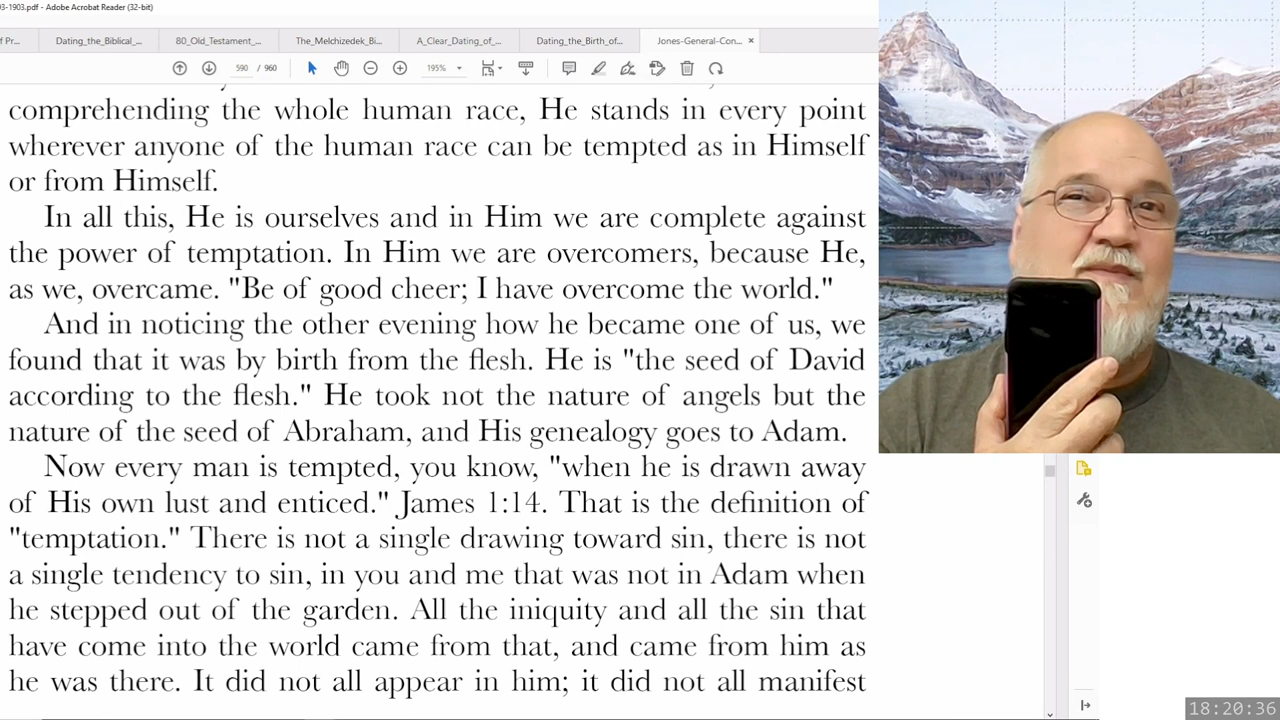 3-1903.pdf - Adobe Acrobat Reader (32-bit)
f Pr... Dating_the_Biblical_... 0_Old_Testament_... The_Melchizedek_Bi... A_Clear_Dating_of_... Dating_the_Birth_of... Jones-General-Con... ×
590 / 960 195%
comprehending the whole human race, He stands in every point
wherever anyone of the human race can be tempted as in Himself
or from Himself.
In all this, He is ourselves and in Him we are complete against
the power of temptation. In Him we are overcomers, because He,
as we, overcame. "Be of good cheer; I have overcome the world."
And in noticing the other evening how he became one of us, we
found that it was by birth from the flesh. He is "the seed of David
according to the flesh." He took not the nature of angels but the
nature of the seed of Abraham, and His genealogy goes to Adam.
Now every man is tempted, you know, "when he is drawn away
of His own lust and enticed." James 1:14. That is the definition of
"temptation." There is not a single drawing toward sin, there is not
a single tendency to sin, in you and me that was not in Adam when
he stepped out of the garden. All the iniquity and all the sin that
have come into the world came from that, and came from him as
he was there. It did not all appear in him; it did not all manifest
18:20:36